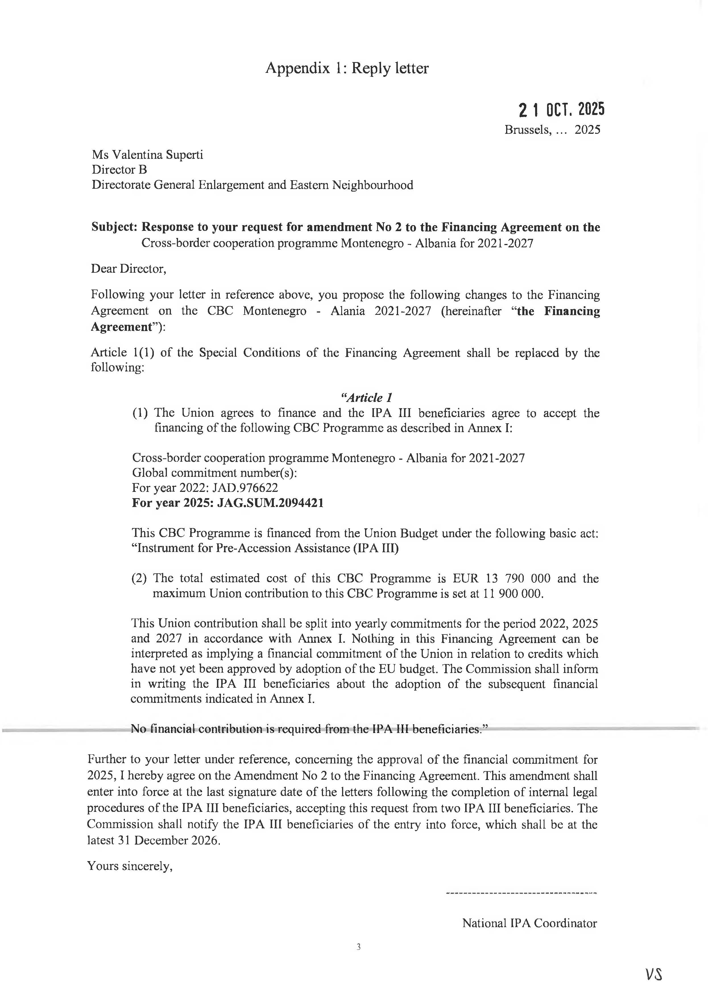 Appendix 1: Reply letter
21 OCT. 2025
Brussels, ... 2025
Ms Valentina Superti
Director B
Directorate General Enlargement and Eastern Neighbourhood
Subject: Response to your request for amendment No 2 to the Financing Agreement on the
Cross-border cooperation programme Montenegro - Albania for 2021-2027
Dear Director,
Following your letter in reference above, you propose the following changes to the Financing
Agreement on the CBC Montenegro - Alania 2021-2027 (hereinafter “the Financing
Agreement”):
Article 1(1) of the Special Conditions of the Financing Agreement shall be replaced by the
following:
“Article 1
(1) The Union agrees to finance and the IPA III beneficiaries agree to accept the
financing of the following CBC Programme as described in Annex I:
Cross-border cooperation programme Montenegro - Albania for 2021-2027
Global commitment number(s):
For year 2022: JAD.976622
For year 2025: JAG.SUM.2094421
This CBC Programme is financed from the Union Budget under the following basic act:
“Instrument for Pre-Accession Assistance (IPA III)
(2) The total estimated cost of this CBC Programme is EUR 13 790 000 and the
maximum Union contribution to this CBC Programme is set at 11 900 000.
This Union contribution shall be split into yearly commitments for the period 2022, 2025
and 2027 in accordance with Annex I. Nothing in this Financing Agreement can be
interpreted as implying a financial commitment of the Union in relation to credits which
have not yet been approved by adoption of the EU budget. The Commission shall inform
in writing the IPA III beneficiaries about the adoption of the subsequent financial
commitments indicated in Annex I.
No financial contribution is required from the IPA III beneficiaries.”
Further to your letter under reference, concerning the approval of the financial commitment for
2025, I hereby agree on the Amendment No 2 to the Financing Agreement. This amendment shall
enter into force at the last signature date of the letters following the completion of internal legal
procedures of the IPA III beneficiaries, accepting this request from two IPA III beneficiaries. The
Commission shall notify the IPA III beneficiaries of the entry into force, which shall be at the
latest 31 December 2026.
Yours sincerely,
National IPA Coordinator
3
VS